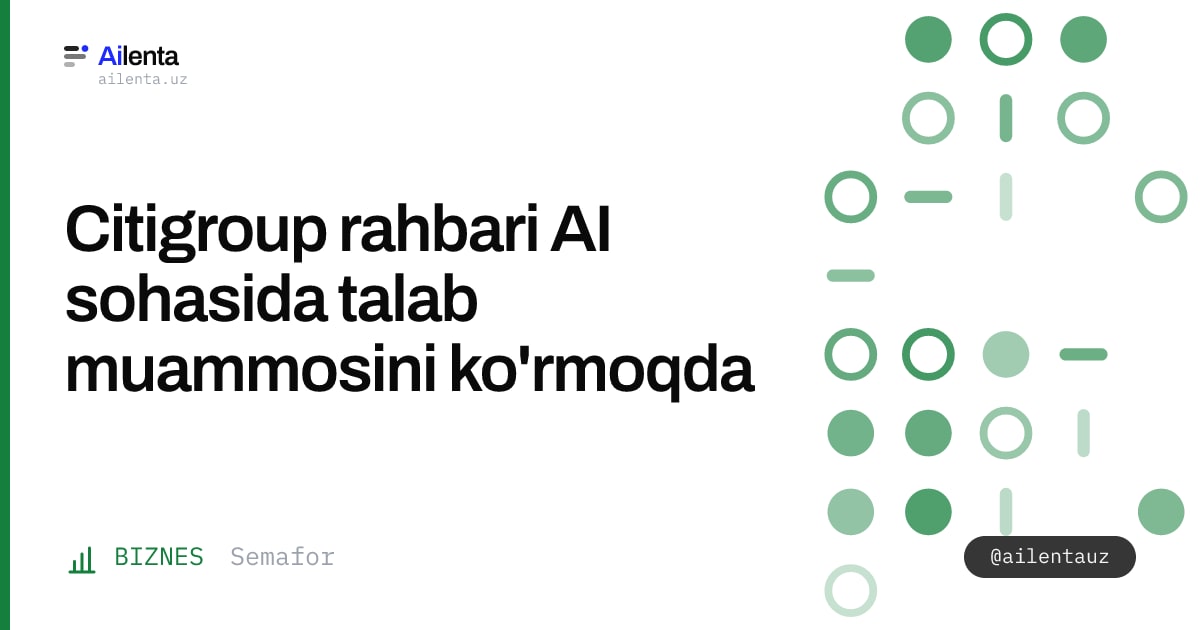 Ailenta
ailenta.uz
Citigroup rahbari AI
sohasida talab
muammosini ko'rmoqda
BIZNES Semafor
@ailentauz